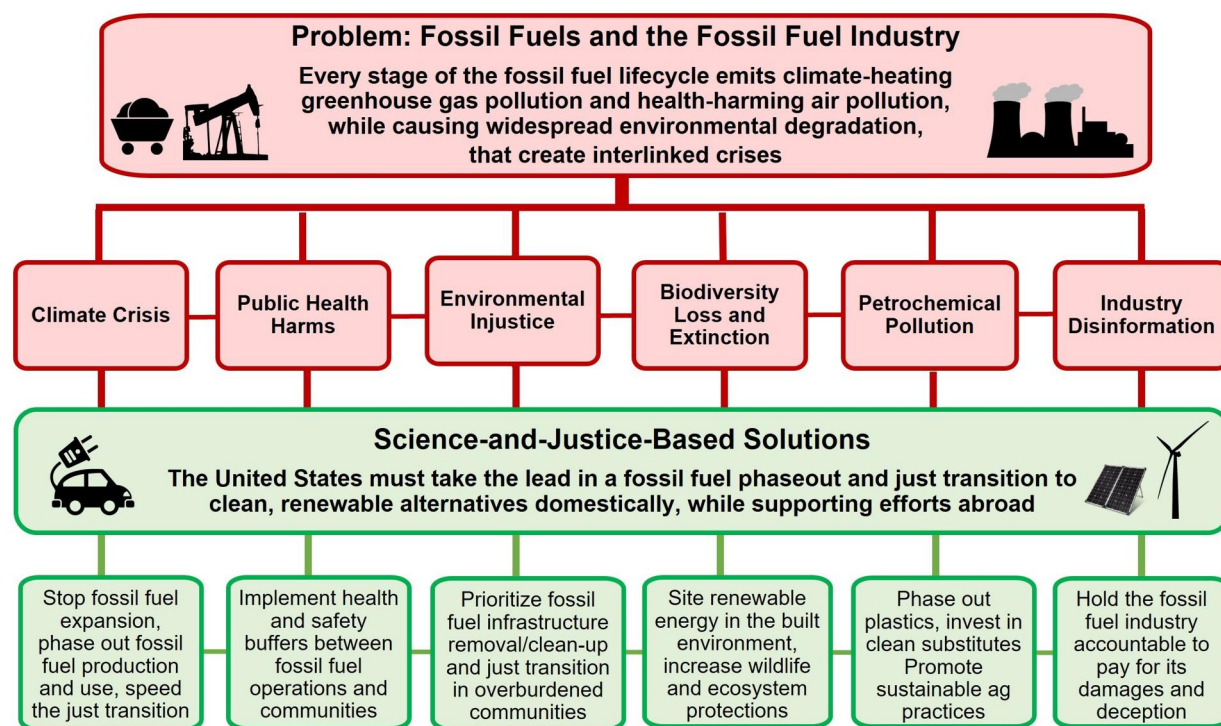 Problem: Fossil Fuels and the Fossil Fuel Industry
Every stage of the fossil fuel lifecycle emits climate-heating
greenhouse gas pollution and health-harming air pollution,
while causing widespread environmental degradation,
that create interlinked crises
Climate Crisis
Public Health
Harms
Environmental
Injustice
Biodiversity
Loss and
Extinction
Petrochemical
Pollution
Industry
Disinformation
Science-and-Justice-Based Solutions
The United States must take the lead in a fossil fuel phaseout and just transition to
clean, renewable alternatives domestically, while supporting efforts abroad
Stop fossil fuel
expansion,
phase out fossil
fuel production
and use, speed
the just transition
Implement health
and safety
buffers between
fossil fuel
operations and
communities
Prioritize fossil
fuel infrastructure
removal/clean-up
and just transition
in overburdened
communities
Site renewable
energy in the built
environment,
increase wildlife
and ecosystem
protections
Phase out
plastics, invest in
clean substitutes
Promote
sustainable ag
practices
Hold the fossil
fuel industry
accountable to
pay for its
damages and
deception